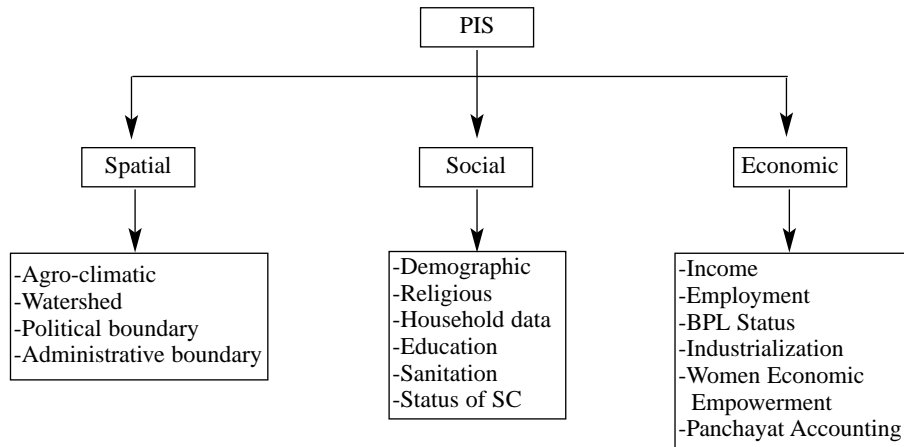 PIS
Spatial
Social
Economic
-Agro-climatic
-Watershed
-Political boundary
-Administrative boundary
-Demographic
-Religious
-Household data
-Education
-Sanitation
-Status of SC
-Income
-Employment
-BPL Status
-Industrialization
-Women Economic
Empowerment
-Panchayat Accounting